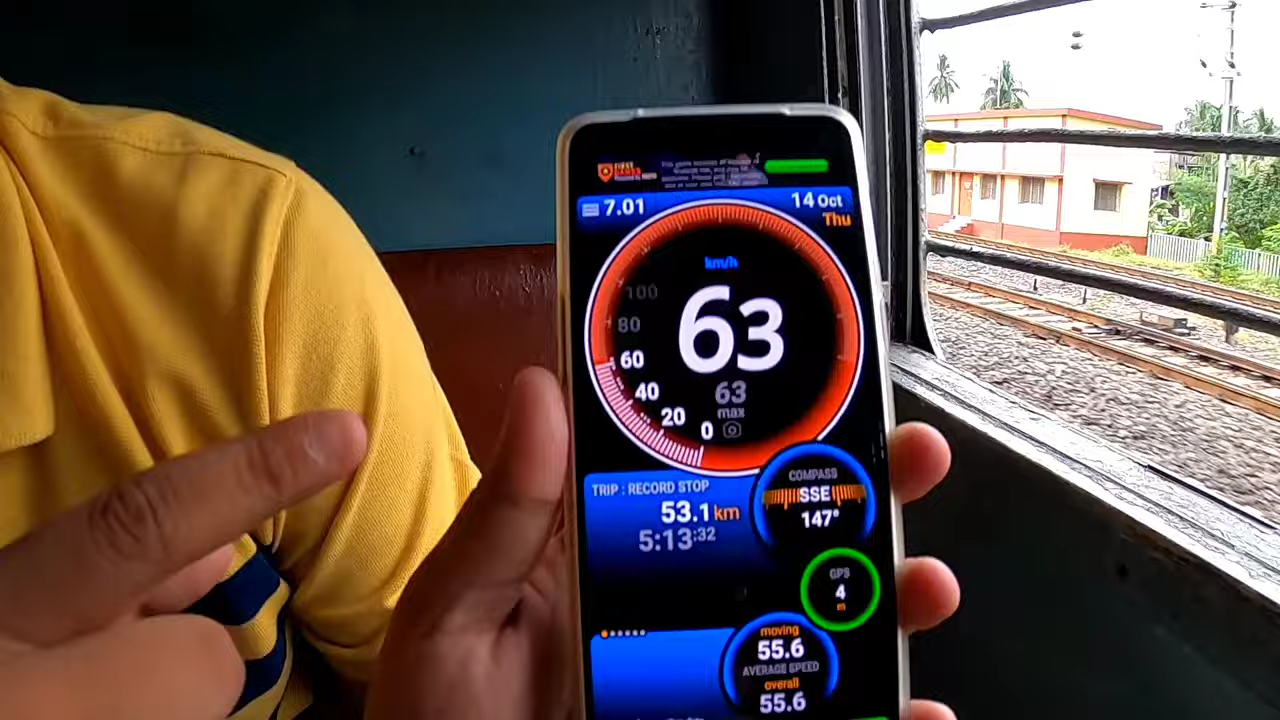 7.01
14 Oct
Thu
km/h
63
100
80
60
40
20
0
63
max
TRIP : RECORD STOP
53.1 km
5:13:32
COMPASS
SSE
147°
GPS
4
m
moving
55.6
AVERAGE SPEED
overall
55.6